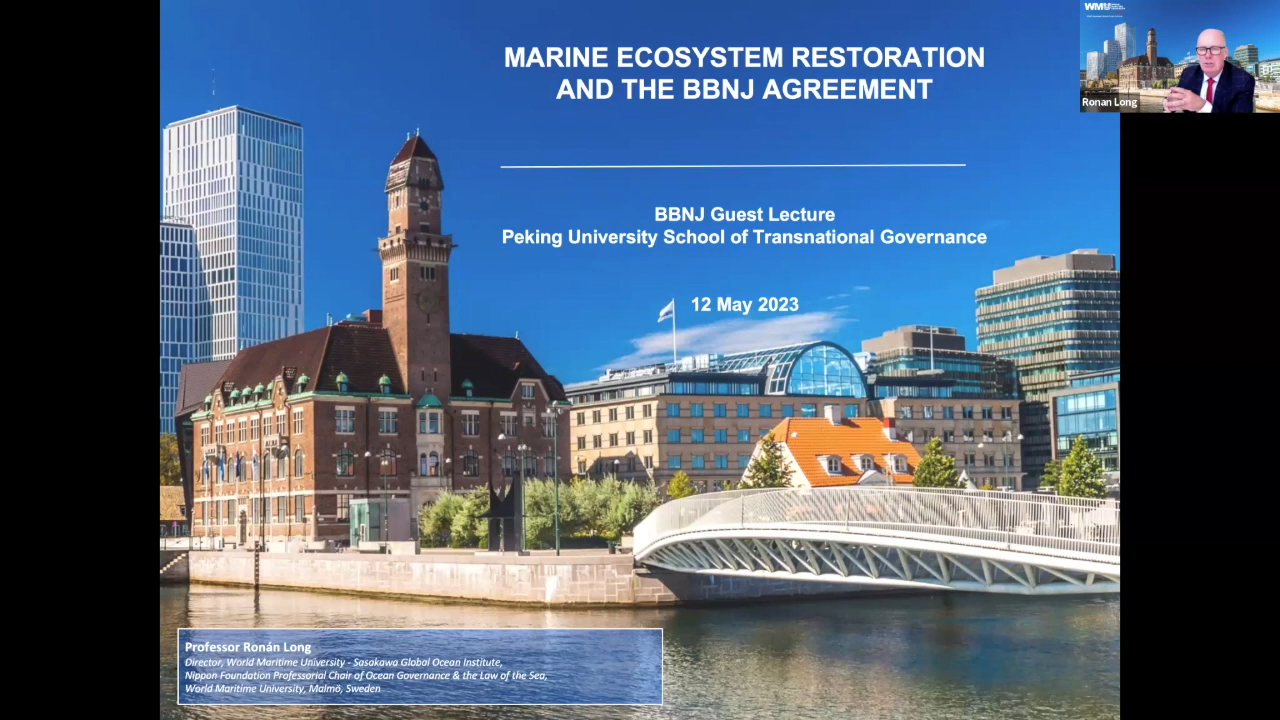 MARINE ECOSYSTEM RESTORATION
AND THE BBNJ AGREEMENT
BBNJ Guest Lecture
Peking University School of Transnational Governance
12 May 2023
WMU
Ronan Long
Professor Ronán Long
Director, World Maritime University - Sasakawa Global Ocean Institute,
Nippon Foundation Professorial Chair of Ocean Governance & the Law of the Sea,
World Maritime University, Malmö, Sweden